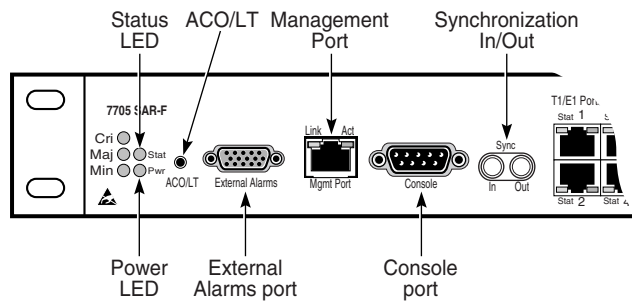 Status
LED
ACO/LT
Management
Port
Synchronization
In/Out
7705 SAR-F
Cri
Maj
Stat
Min
Pwr
ACO/LT
External Alarms
Link
Act
Mgmt Port
Console
Sync
In
Out
T1/E1
Stat 1
Stat 2
Stat
Power
LED
External
Alarms port
Console
port